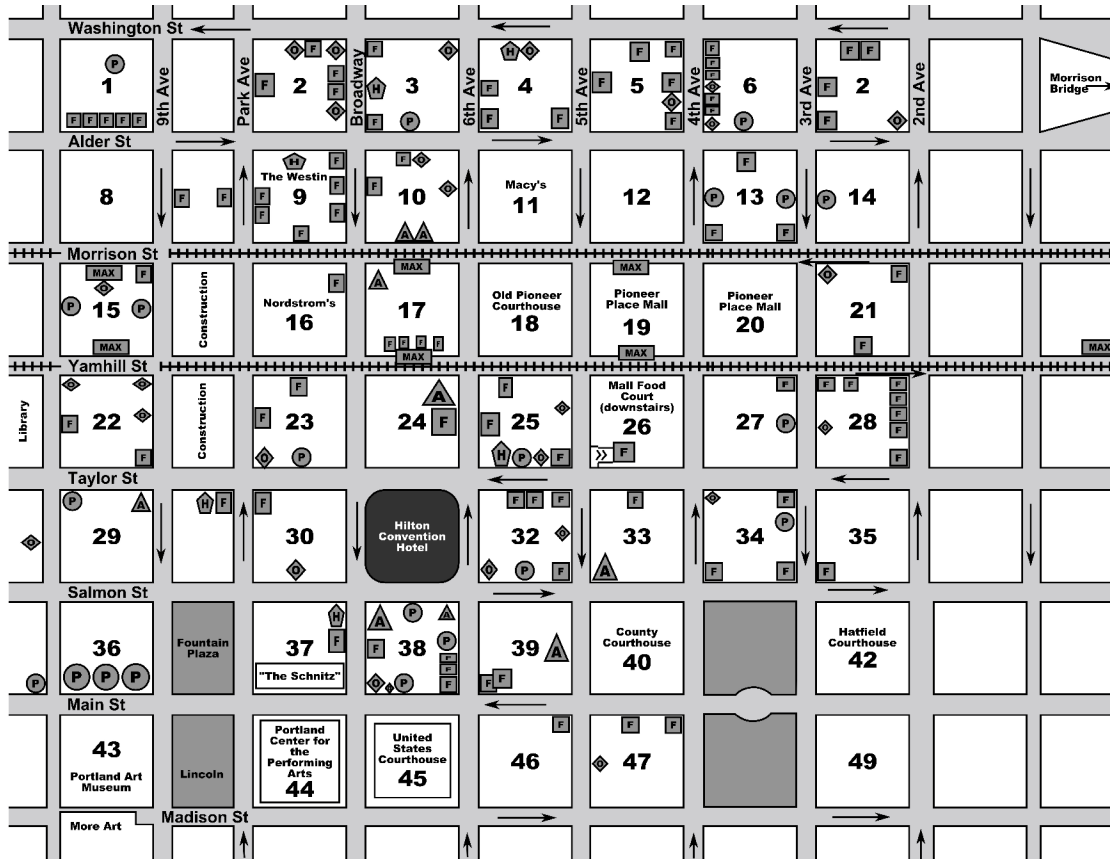 Washington St
9th Ave
Park Ave
Broadway
6th Ave
5th Ave
4th Ave
3rd Ave
2nd Ave
P
1
F F F F F
O F O
F 2 F
F
O
F O
H 3
F P
H O
F 4
F F
F F
F 5 F
O
F
F
F
F
O
F
F
O
6
P
F F
F 2
F O
Morrison
Bridge
Alder St
8
F F
H
The Westin
F
F 9 F
F
F
F
F O
F 10 O
A A
Macy's
11
12
F
P 13 P
F F
P 14
Morrison St
MAX
O F
P 15 P
MAX
Construction
F
Nordstrom's
16
MAX
A
17
F F F F
MAX
Old Pioneer
Courthouse
18
MAX
Pioneer
Place Mall
19
MAX
Pioneer
Place Mall
20
O F
21
F
MAX
Yamhill St
Library
O O
F 22 O
F
Construction
F
F 23
O P
A
24 F
F
F 25 O
H P D F
Mall Food
Court
(downstairs)
26
F
F
27 P
F F F
F
O 28 F
F
F
Taylor St
O
P A
29
H F
F
30
O
Hilton
Convention
Hotel
F F F
32 O
O P F
F
33
A
O F
34 P
F F
35
F
Salmon St
P
36
P P P
Fountain
Plaza
H
37 F
"The Schnitz"
A P A
F 38 P
F
F
F
O O P
39 A
F F
County
Courthouse
40
Hatfield
Courthouse
42
Main St
43
Portland Art
Museum
Lincoln
Portland
Center for
the
Performing
Arts
44
United
States
Courthouse
45
F
46
F F
O 47
49
Madison St
More Art